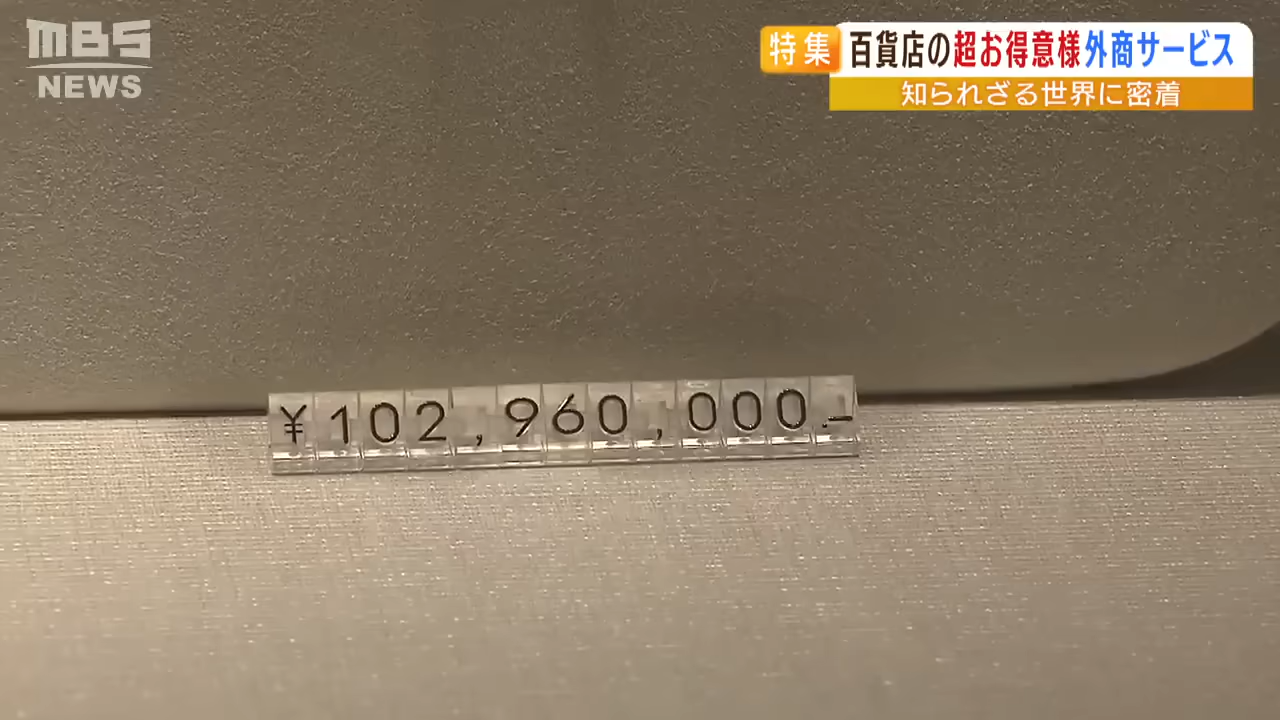 MBS
NEWS
特集
百貨店の超お得意様外商サービス
知られざる世界に密着
¥102,960,000.-